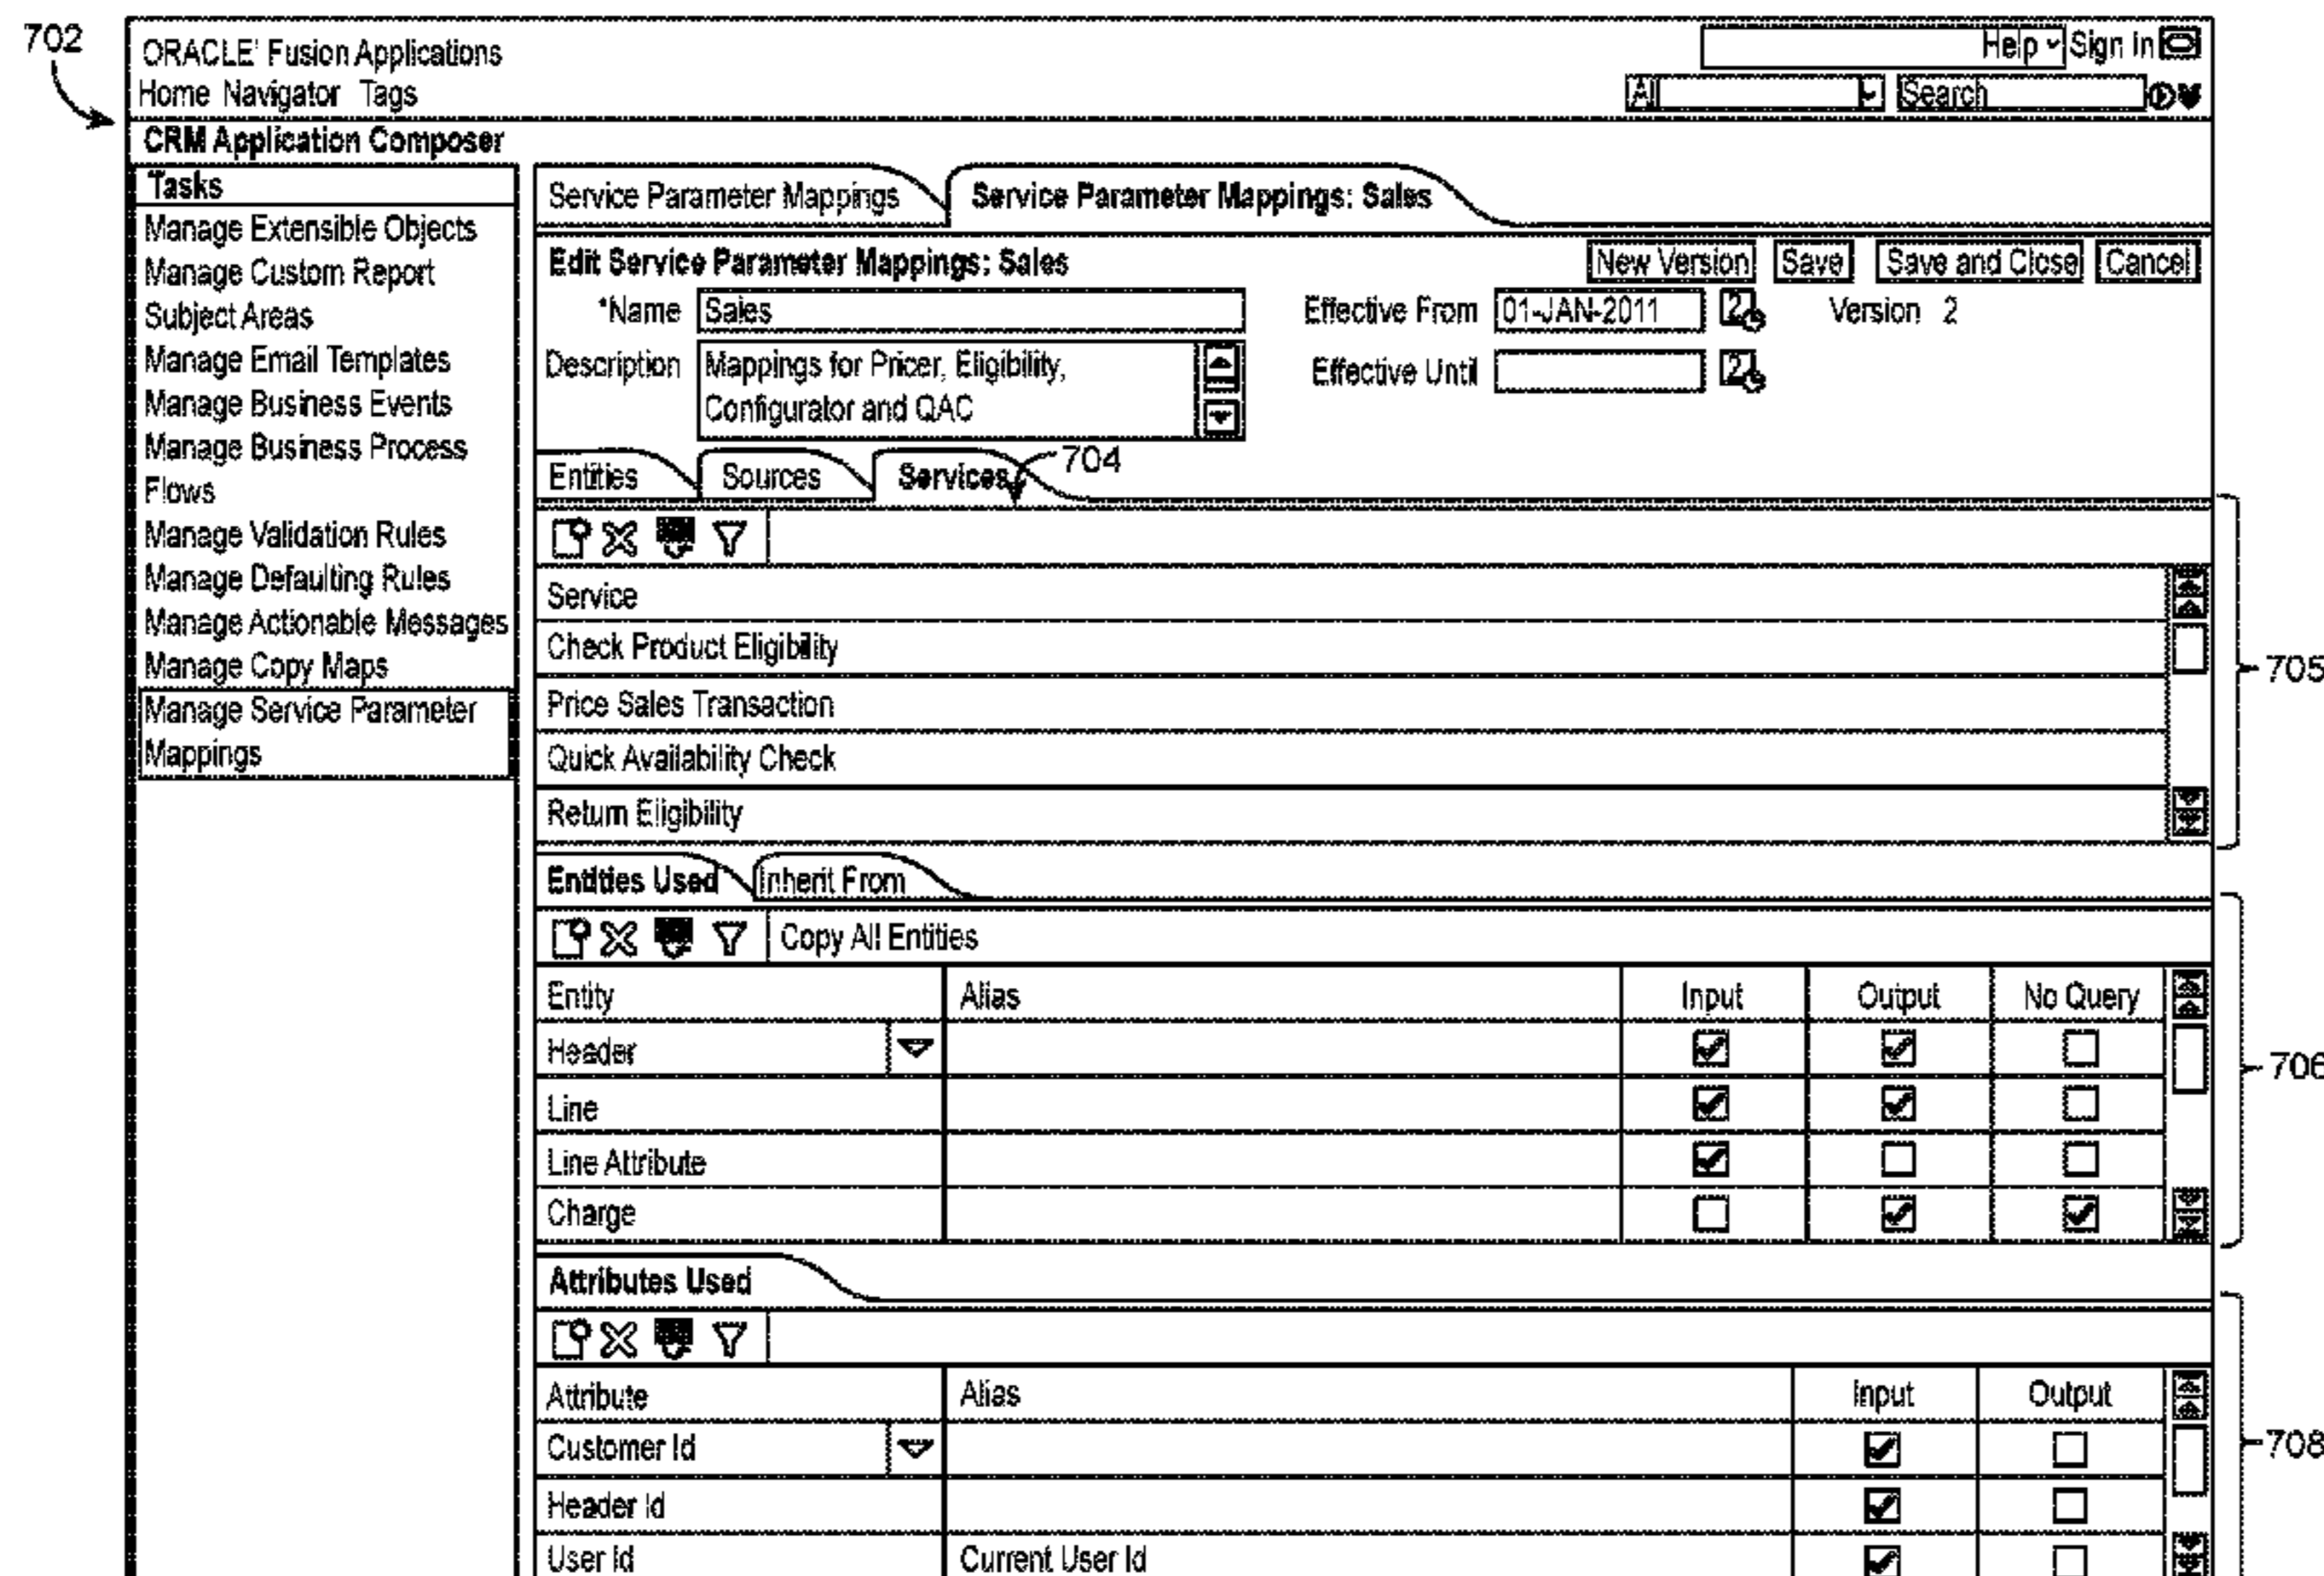 702
ORACLE' Fusion Applications
Help Sign In
Home Navigator Tags
All Search
CRM Application Composer
Tasks
Manage Extensible Objects
Manage Custom Report
Subject Areas
Manage Email Templates
Manage Business Events
Manage Business Process
Flows
Manage Validation Rules
Manage Defaulting Rules
Manage Actionable Messages
Manage Copy Maps
Manage Service Parameter
Mappings
Service Parameter Mappings Service Parameter Mappings: Sales
Edit Service Parameter Mappings: Sales New Version Save Save and Close Cancel
*Name Sales Effective From 01-JAN-2011 Version 2
Description Mappings for Pricer, Eligibility, Effective Until
Configurator and QAC
Entities Sources Services 704
Service
Check Product Eligibility
705
Price Sales Transaction
Quick Availability Check
Return Eligibility
Entities Used Inherit From
Copy All Entities
Entity Alias Input Output No Query
Header
706
Line
Line Attribute
Charge
Attributes Used
Attribute Alias Input Output
Customer Id
708
Header Id
User Id Current User Id